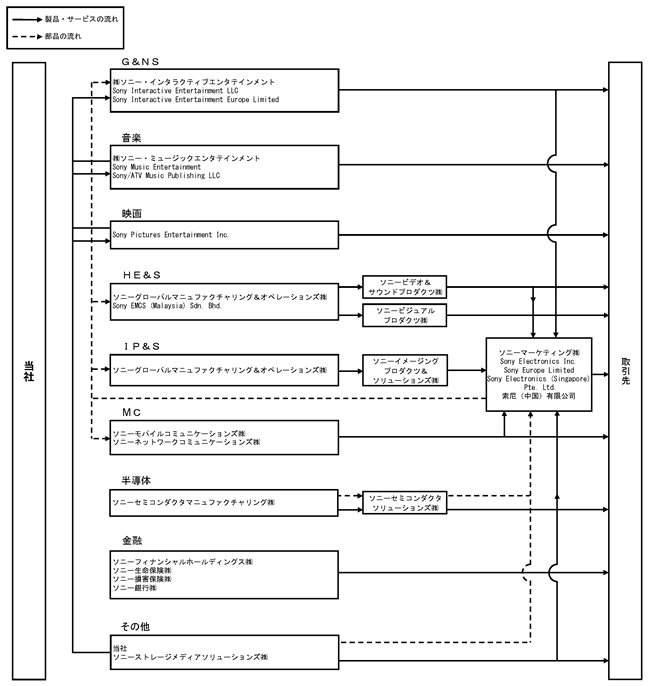 製品・サービスの流れ
部品の流れ
当社
取引先
G&NS
㈱ソニー・インタラクティブエンタテインメント
Sony Interactive Entertainment LLC
Sony Interactive Entertainment Europe Limited
音楽
㈱ソニー・ミュージックエンタテインメント
Sony Music Entertainment
Sony/ATV Music Publishing LLC
映画
Sony Pictures Entertainment Inc.
HE&S
ソニーグローバルマニュファクチャリング&オペレーションズ㈱
Sony EMCS (Malaysia) Sdn. Bhd.
ソニービデオ&
サウンドプロダクツ㈱
ソニービジュアル
プロダクツ㈱
IP&S
ソニーグローバルマニュファクチャリング&オペレーションズ㈱
ソニーイメージング
プロダクツ&
ソリューションズ㈱
ソニーマーケティング㈱
Sony Electronics Inc.
Sony Europe Limited
Sony Electronics (Singapore)
Pte. Ltd.
索尼（中国）有限公司
MC
ソニーモバイルコミュニケーションズ㈱
ソニーネットワークコミュニケーションズ㈱
半導体
ソニーセミコンダクタマニュファクチャリング㈱
ソニーセミコンダクタ
ソリューションズ㈱
金融
ソニーフィナンシャルホールディングス㈱
ソニー生命保険㈱
ソニー損害保険㈱
ソニー銀行㈱
その他
当社
ソニーストレージメディアソリューションズ㈱